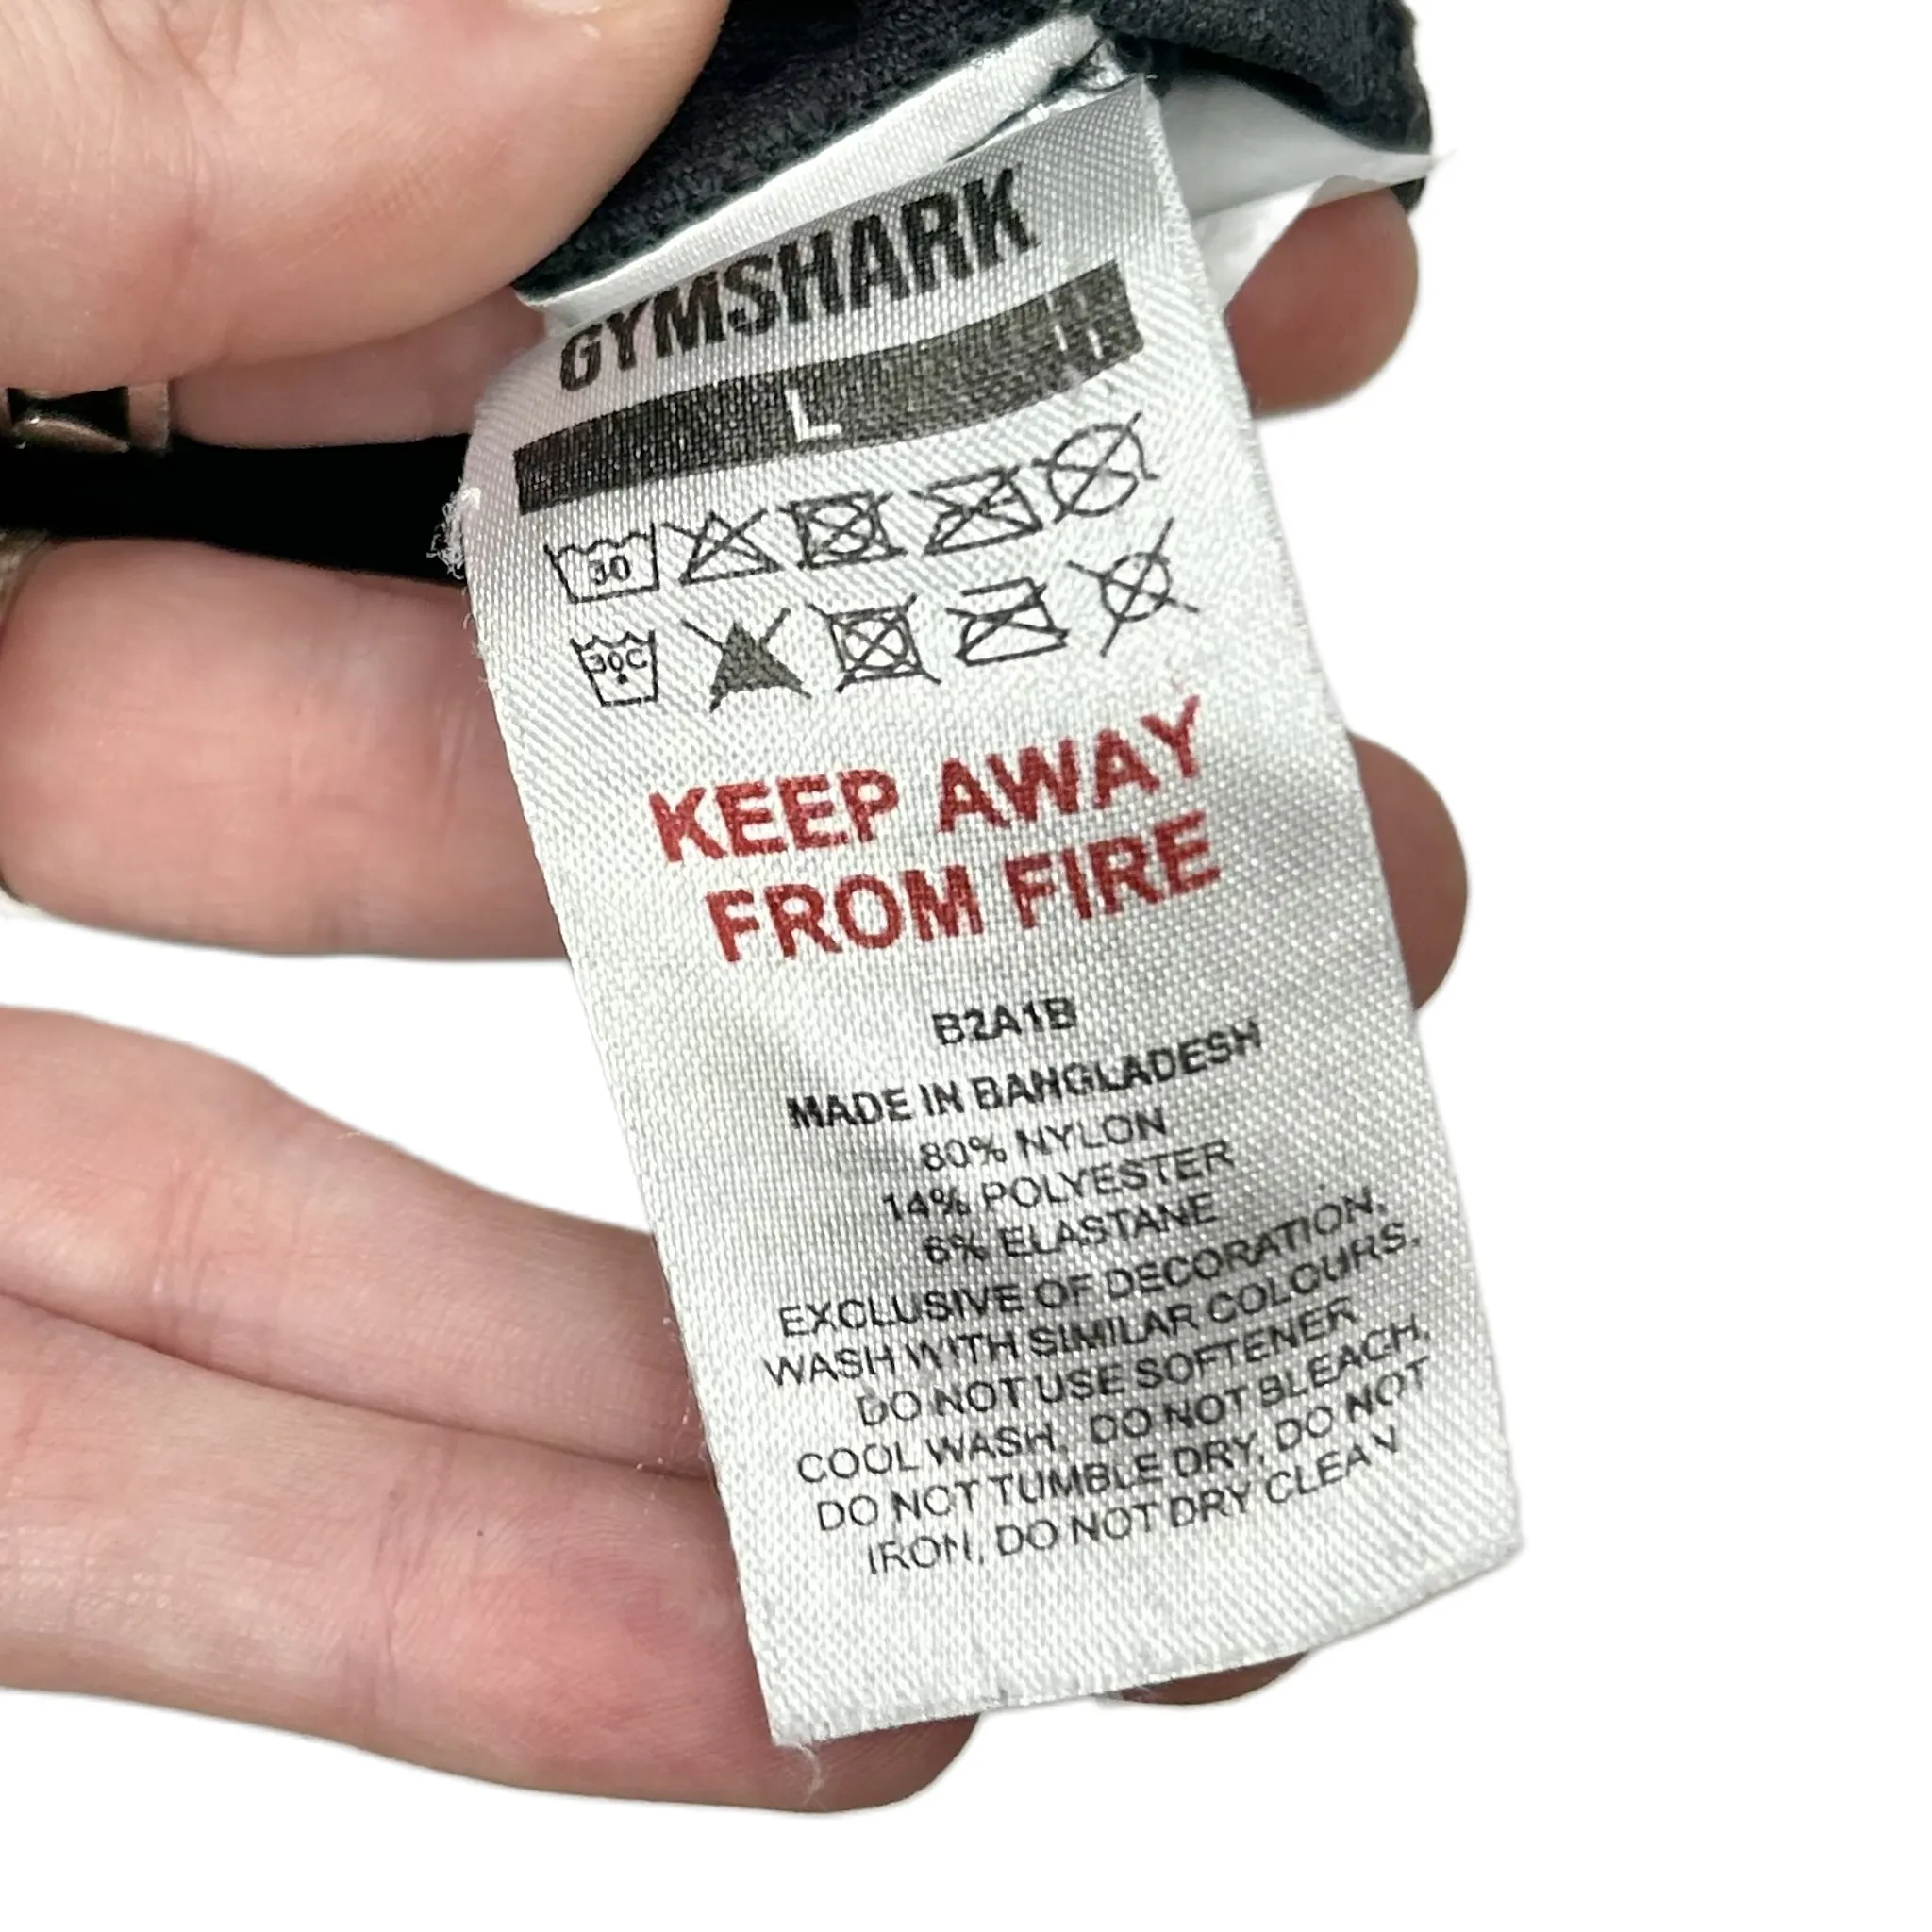 GYMSHARK
L
30
30C
KEEP AWAY
FROM FIRE
B2A1B
MADE IN BANGLADESH
80% NYLON
14% POLYESTER
6% ELASTANE
EXCLUSIVE OF DECORATION,
WASH WITH SIMILAR COLOURS,
DO NOT USE SOFTENER
COOL WASH, DO NOT BLEACH,
DO NOT TUMBLE DRY, DO NOT
IRON, DO NOT DRY CLEAN